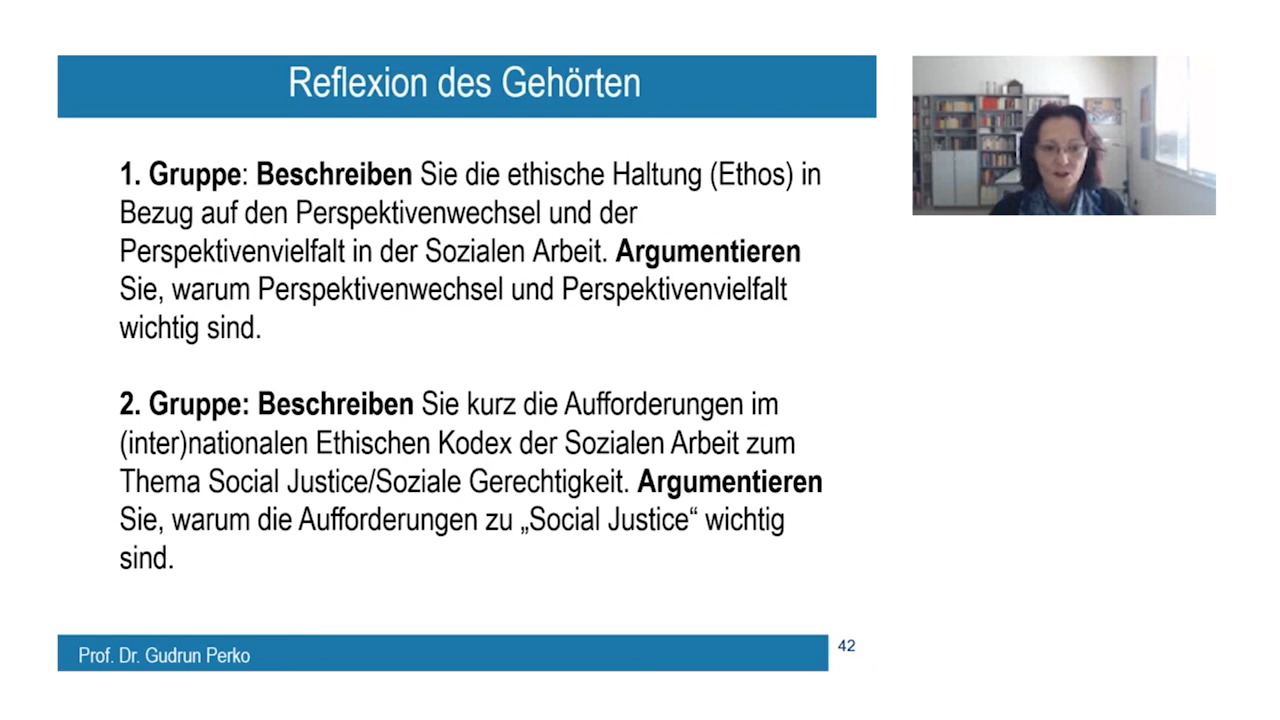 Reflexion des Gehörten
1. Gruppe: Beschreiben Sie die ethische Haltung (Ethos) in
Bezug auf den Perspektivenwechsel und der
Perspektivenvielfalt in der Sozialen Arbeit. Argumentieren
Sie, warum Perspektivenwechsel und Perspektivenvielfalt
wichtig sind.
2. Gruppe: Beschreiben Sie kurz die Aufforderungen im
(inter)nationalen Ethischen Kodex der Sozialen Arbeit zum
Thema Social Justice/Soziale Gerechtigkeit. Argumentieren
Sie, warum die Aufforderungen zu „Social Justice“ wichtig
sind.
Prof. Dr. Gudrun Perko
42